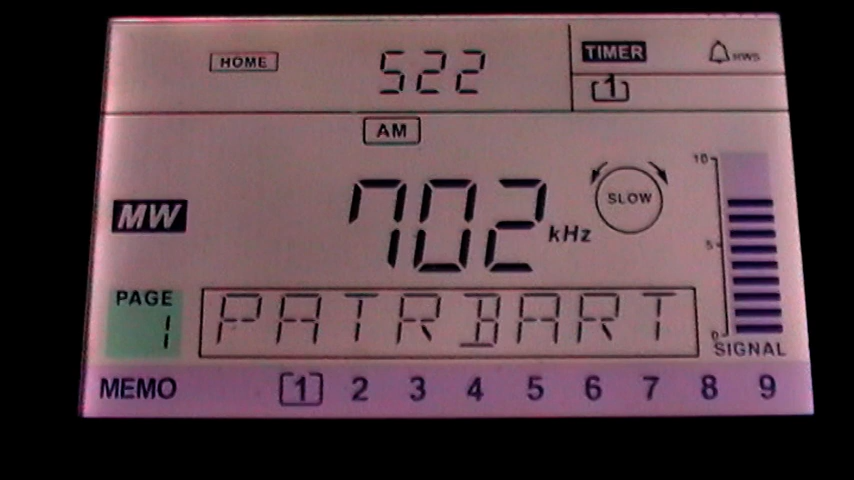 HOME 522 TIMER HWS
1
AM
MW 702 kHz SLOW 10
5
0
PAGE 1 PATRBART SIGNAL
MEMO 1 2 3 4 5 6 7 8 9